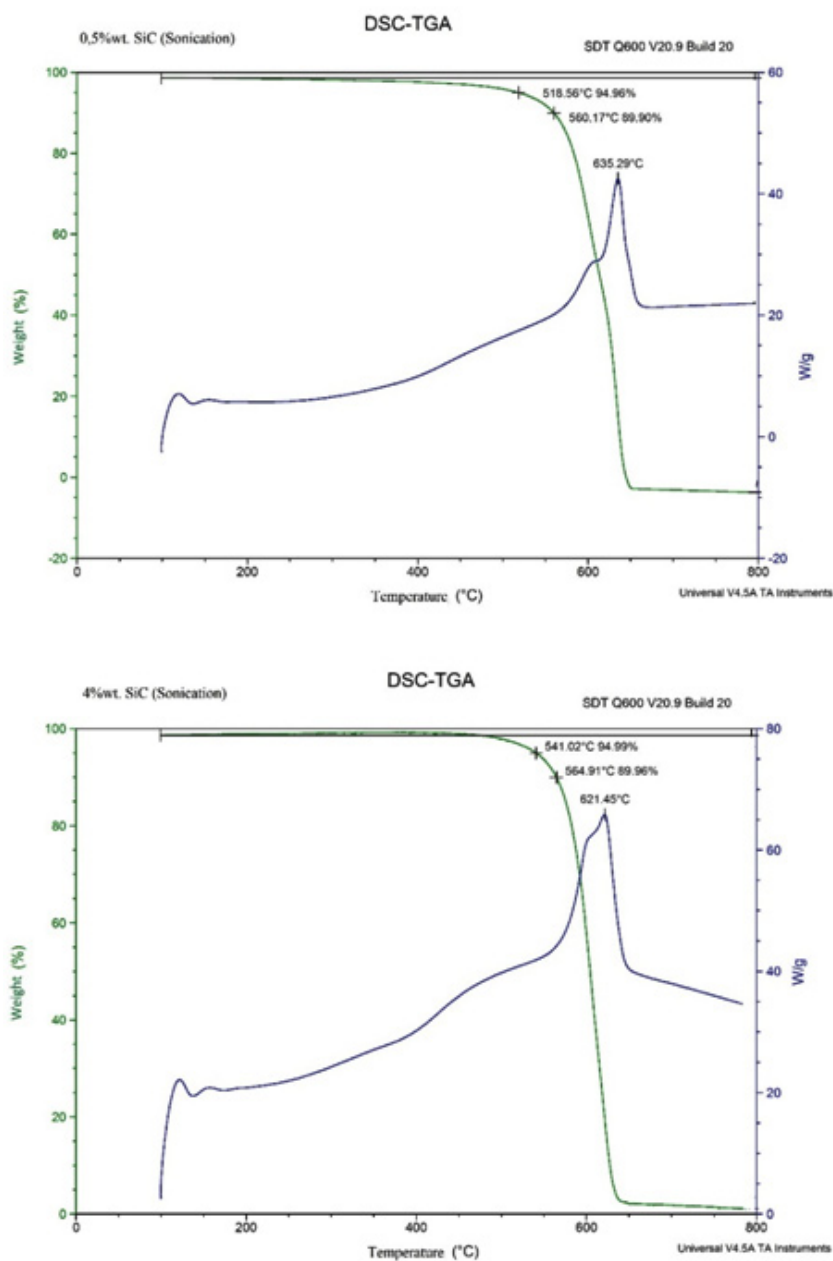 DSC-TGA
0,5%wt. SiC (Sonication)
SDT Q600 V20.9 Build 20
100
60
518.56°C 94.96%
560.17°C 89.90%
80
635.29°C
40
60
Weight (%)
40
20
W/g
20
0
0
-20
-20
0
200
400
600
800
Temperature (°C)
Universal V4.5A TA Instruments
DSC-TGA
4%wt. SiC (Sonication)
SDT Q600 V20.9 Build 20
100
80
541.02°C 94.99%
564.91°C 89.96%
80
621.45°C
60
60
Weight (%)
40
W/g
40
20
20
0
0
0
200
400
600
800
Temperature (°C)
Universal V4.5A TA Instruments